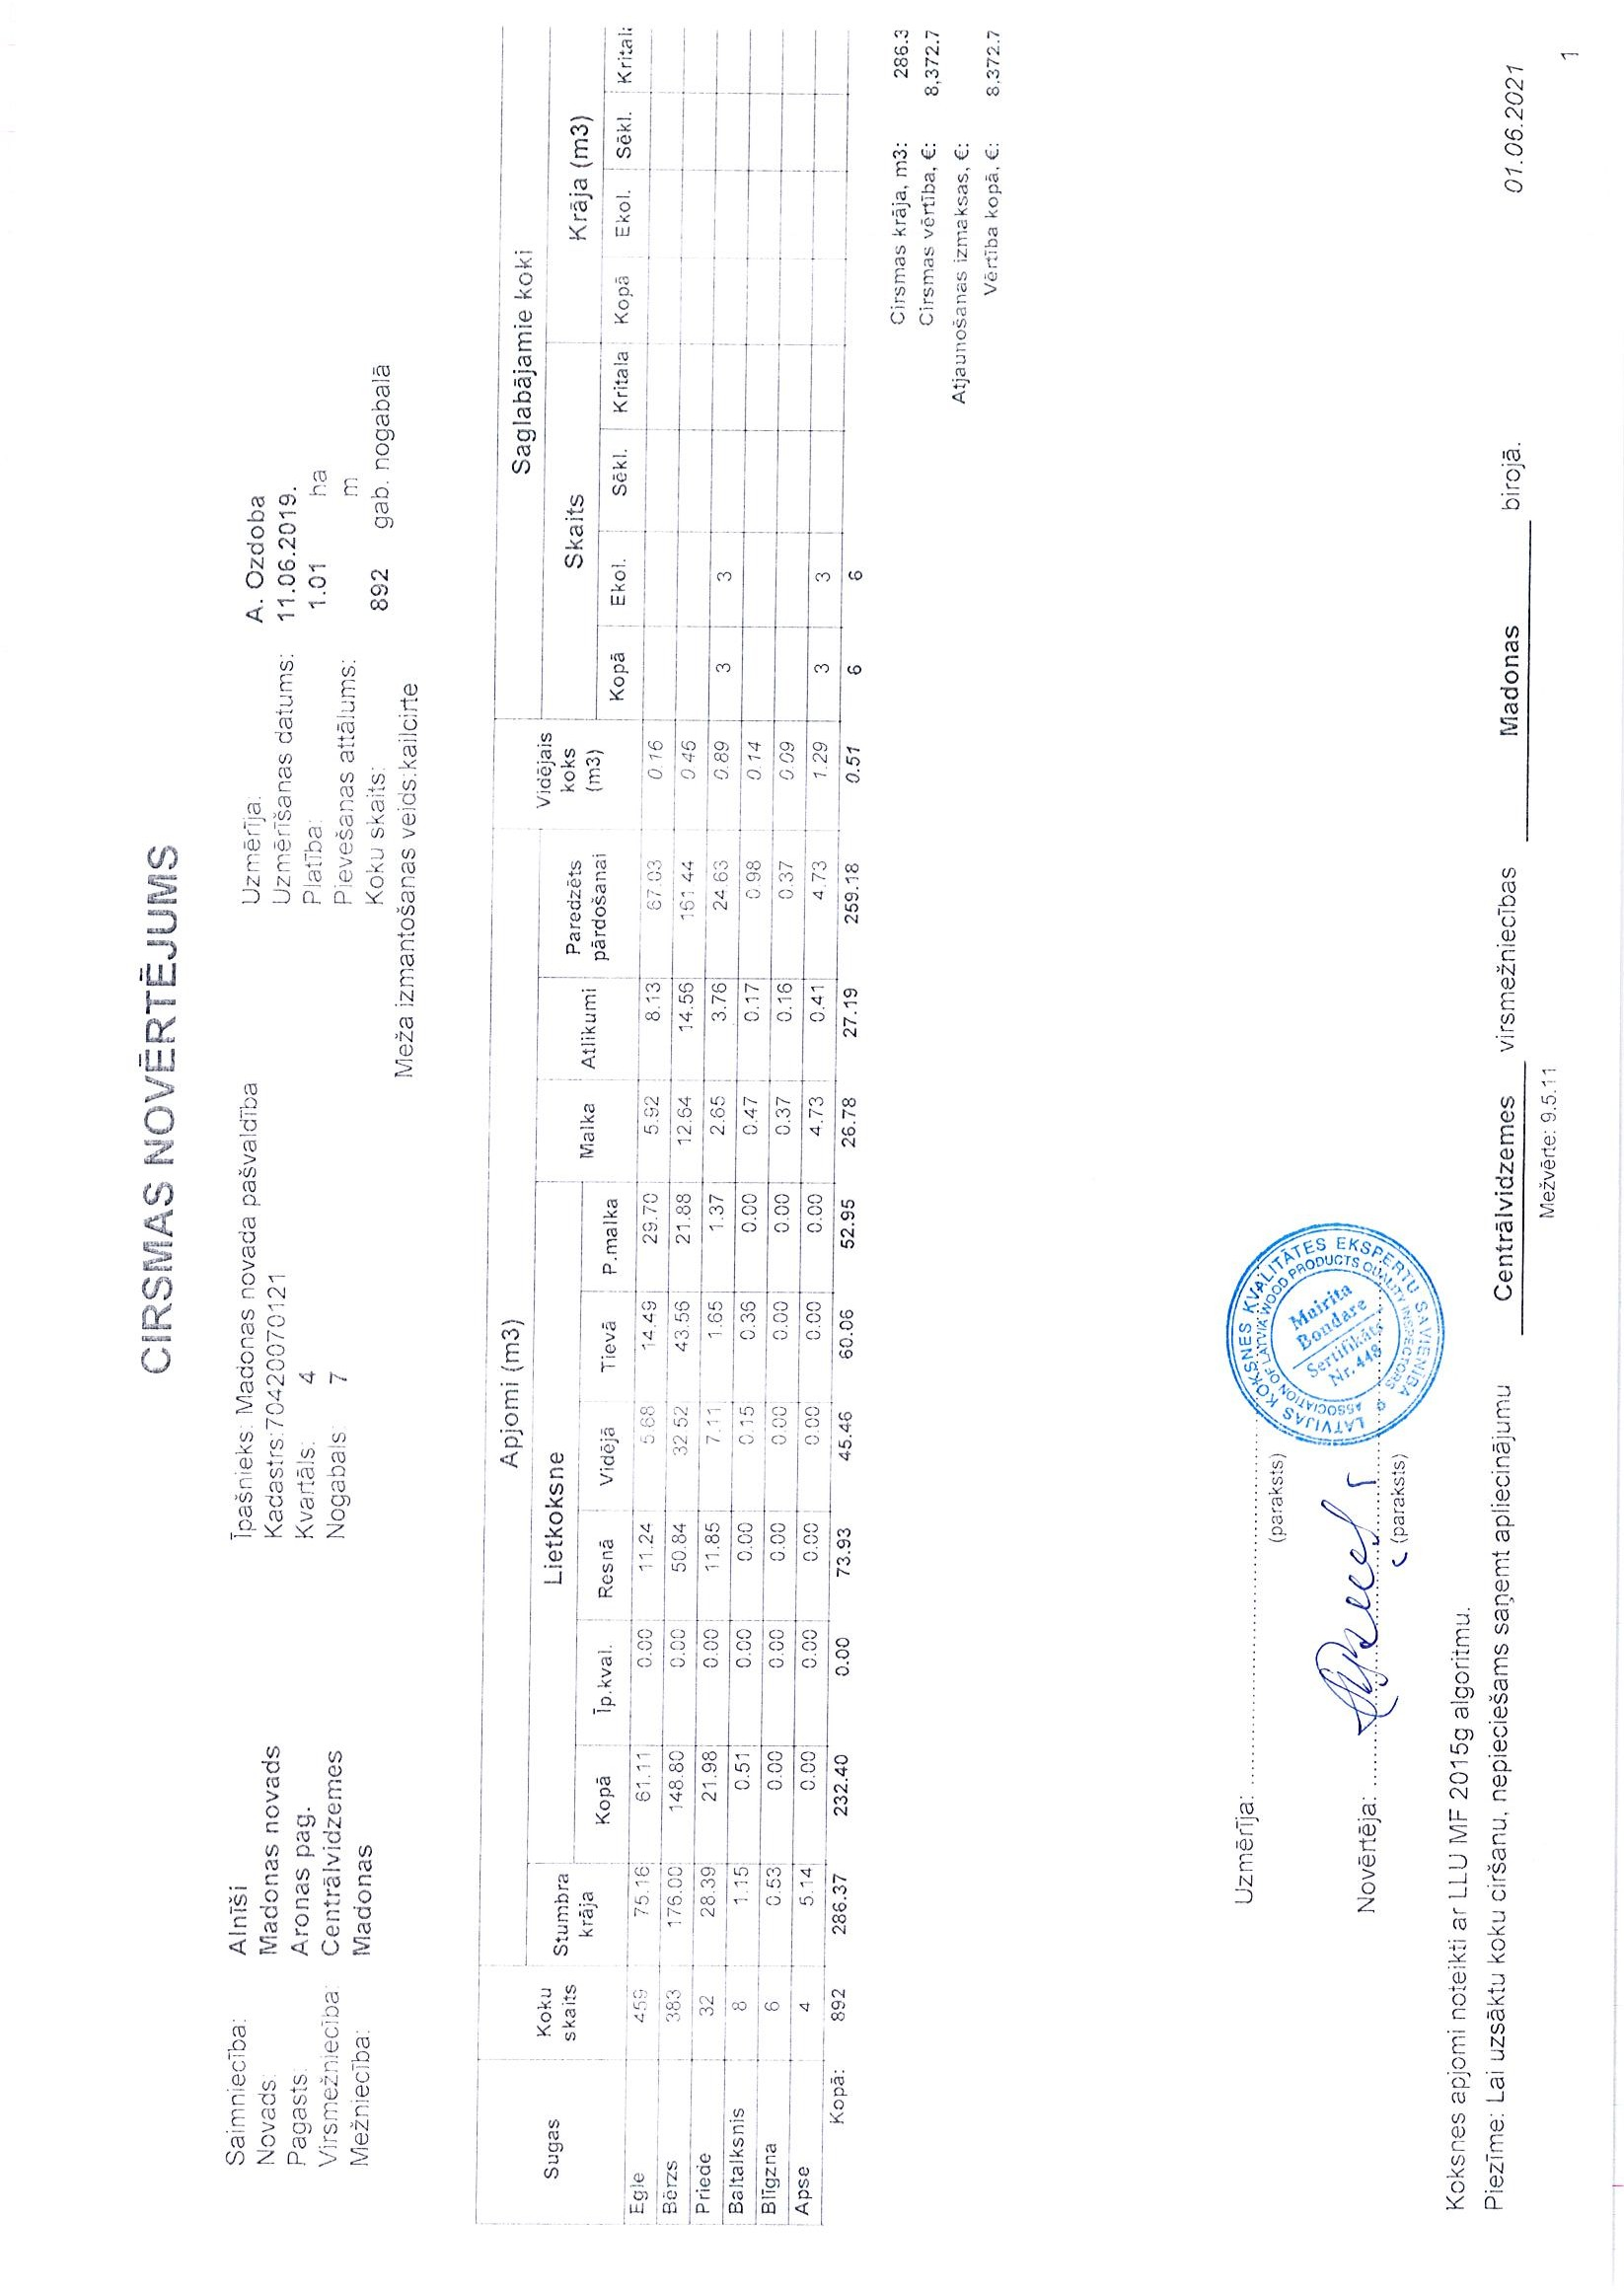 CIRSMAS NOVĒRTĒJUMS
Saimniecība: Alnīši
Novads: Madonas novads
Pagasts: Aronas pag.
Virsmežniecība: Centrālvidzemes
Mežniecība: Madonas
Īpašnieks: Madonas novada pašvaldība
Kadastrs:70420070121
Kvartāls: 4
Nogabals: 7
Uzmērīja: A. Ozdoba
Uzmērīšanas datums: 11.06.2019.
Platība: 1.01 ha
Pievešanas attālums: m
Koku skaits: 892 gab. nogabalā
Meža izmantošanas veids:kailcirte
Sugas Koku skaits Apjomi (m3) Vidējais koks (m3) Saglabājamie koki
Stumbra krāja Lietkoksne Malka Atlikumi Paredzēts pārdošanai Skaits Krāja (m3)
Kopā Īp.kval. Resnā Vidējā Tievā P.malka Kopā Ekol. Sēkl. Kritala Kopā Ekol. Sēkl. Kritala
Egle 459 75.16 61.11 0.00 11.24 5.68 14.49 29.70 5.92 8.13 67.03 0.16
Bērzs 383 176.00 148.80 0.00 50.84 32.52 43.56 21.88 12.64 14.56 161.44 0.46
Priede 32 28.39 21.98 0.00 11.85 7.11 1.65 1.37 2.65 3.76 24.63 0.89 3 3
Baltalksnis 8 1.15 0.51 0.00 0.00 0.15 0.36 0.00 0.47 0.17 0.98 0.14
Blīgzna 6 0.53 0.00 0.00 0.00 0.00 0.00 0.00 0.37 0.16 0.37 0.09
Apse 4 5.14 0.00 0.00 0.00 0.00 0.00 0.00 4.73 0.41 4.73 1.29 3 3
Kopā: 892 286.37 232.40 0.00 73.93 45.46 60.06 52.95 26.78 27.19 259.18 0.51 6 6
Cirsmas krāja, m3: 286.3
Cirsmas vērtība, €: 8,372.7
Atjaunošanas izmaksas, €:
Vērtība kopā, €: 8,372.7
Uzmērīja:
(paraksts)
Novērtēja:
(paraksts)
LATVIJAS KOKSNES KVALITĀTES EKSPERTU SAVIENĪBA
ASSOCIATION OF LATVIA WOOD PRODUCTS QUALITY INSPECTORS
Mairita
Bondare
Sertifikāts
Nr. 448
Koksnes apjomi noteikti ar LLU MF 2015g algoritmu.
Piezīme: Lai uzsāktu koku ciršanu, nepieciešams saņemt apliecinājumu Centrālvidzemes virsmežniecības Madonas birojā. 01.06.2021
Mežvērte: 9.5.11
1